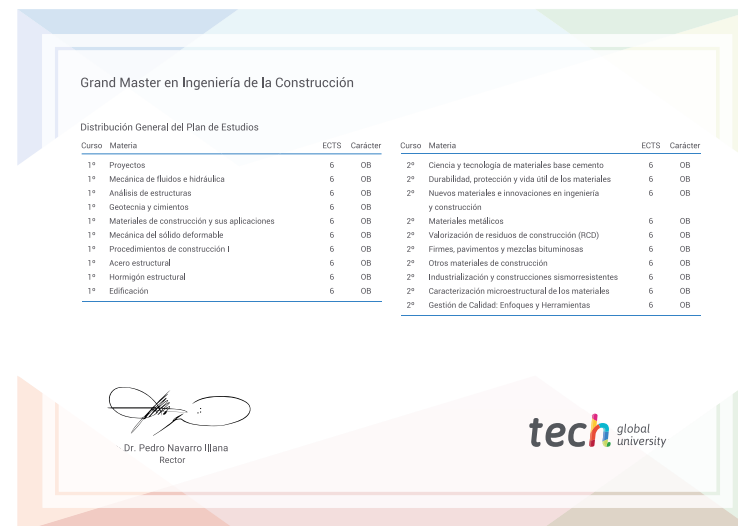 Grand Master en Ingeniería de la Construcción
Distribución General del Plan de Estudios
Curso Materia ECTS Carácter
1º Proyectos 6 OB
1º Mecánica de fluidos e hidráulica 6 OB
1º Análisis de estructuras 6 OB
1º Geotecnia y cimientos 6 OB
1º Materiales de construcción y sus aplicaciones 6 OB
1º Mecánica del sólido deformable 6 OB
1º Procedimientos de construcción I 6 OB
1º Acero estructural 6 OB
1º Hormigón estructural 6 OB
1º Edificación 6 OB
Curso Materia ECTS Carácter
2º Ciencia y tecnología de materiales base cemento 6 OB
2º Durabilidad, protección y vida útil de los materiales 6 OB
2º Nuevos materiales e innovaciones en ingeniería 6 OB
y construcción
2º Materiales metálicos 6 OB
2º Valorización de residuos de construcción (RCD) 6 OB
2º Firmes, pavimentos y mezclas bituminosas 6 OB
2º Otros materiales de construcción 6 OB
2º Industrialización y construcciones sismorresistentes 6 OB
2º Caracterización microestructural de los materiales 6 OB
2º Gestión de Calidad: Enfoques y Herramientas 6 OB
Dr. Pedro Navarro Illana
Rector
tech global
university